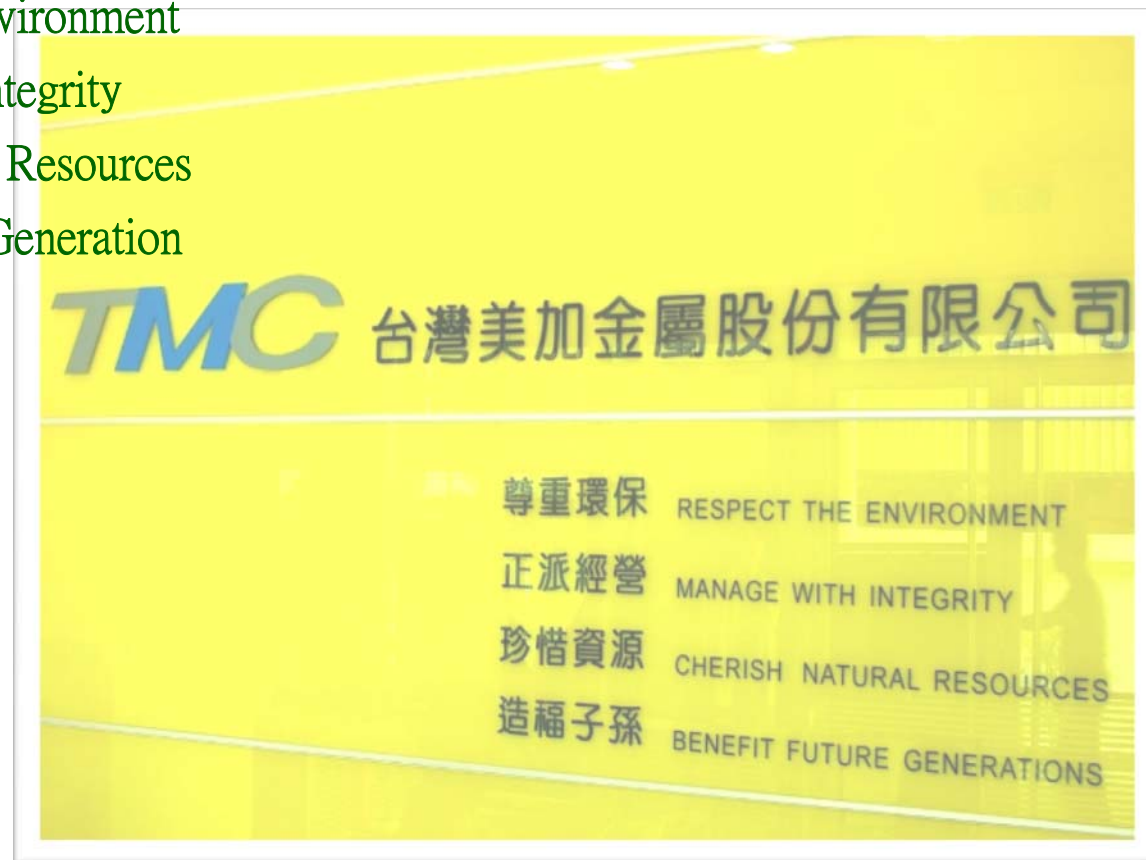 vironment
ntegrity
Resources
Generation
TMC 台灣美加金屬股份有限公司
尊重環保 RESPECT THE ENVIRONMENT
正派經營 MANAGE WITH INTEGRITY
珍惜資源 CHERISH NATURAL RESOURCES
造福子孫 BENEFIT FUTURE GENERATIONS